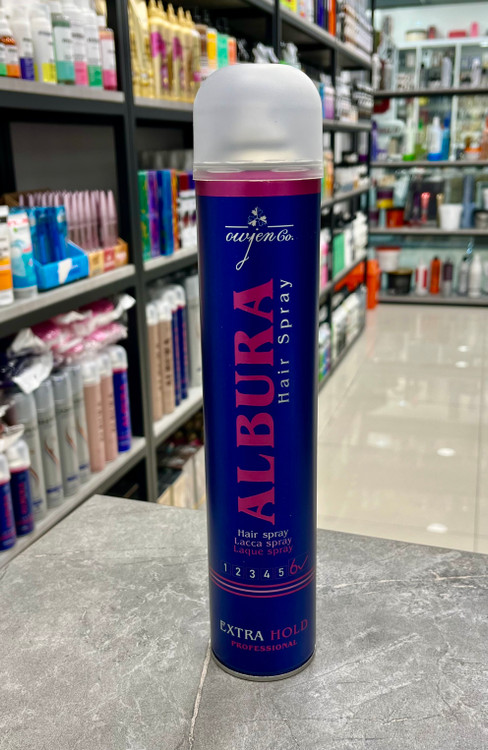 owjen Co.
ALBURA
Hair Spray
Hair spray
Lacca spray
Laque spray
1 2 3 4 5 6✓
EXTRA HOLD
PROFESSIONAL